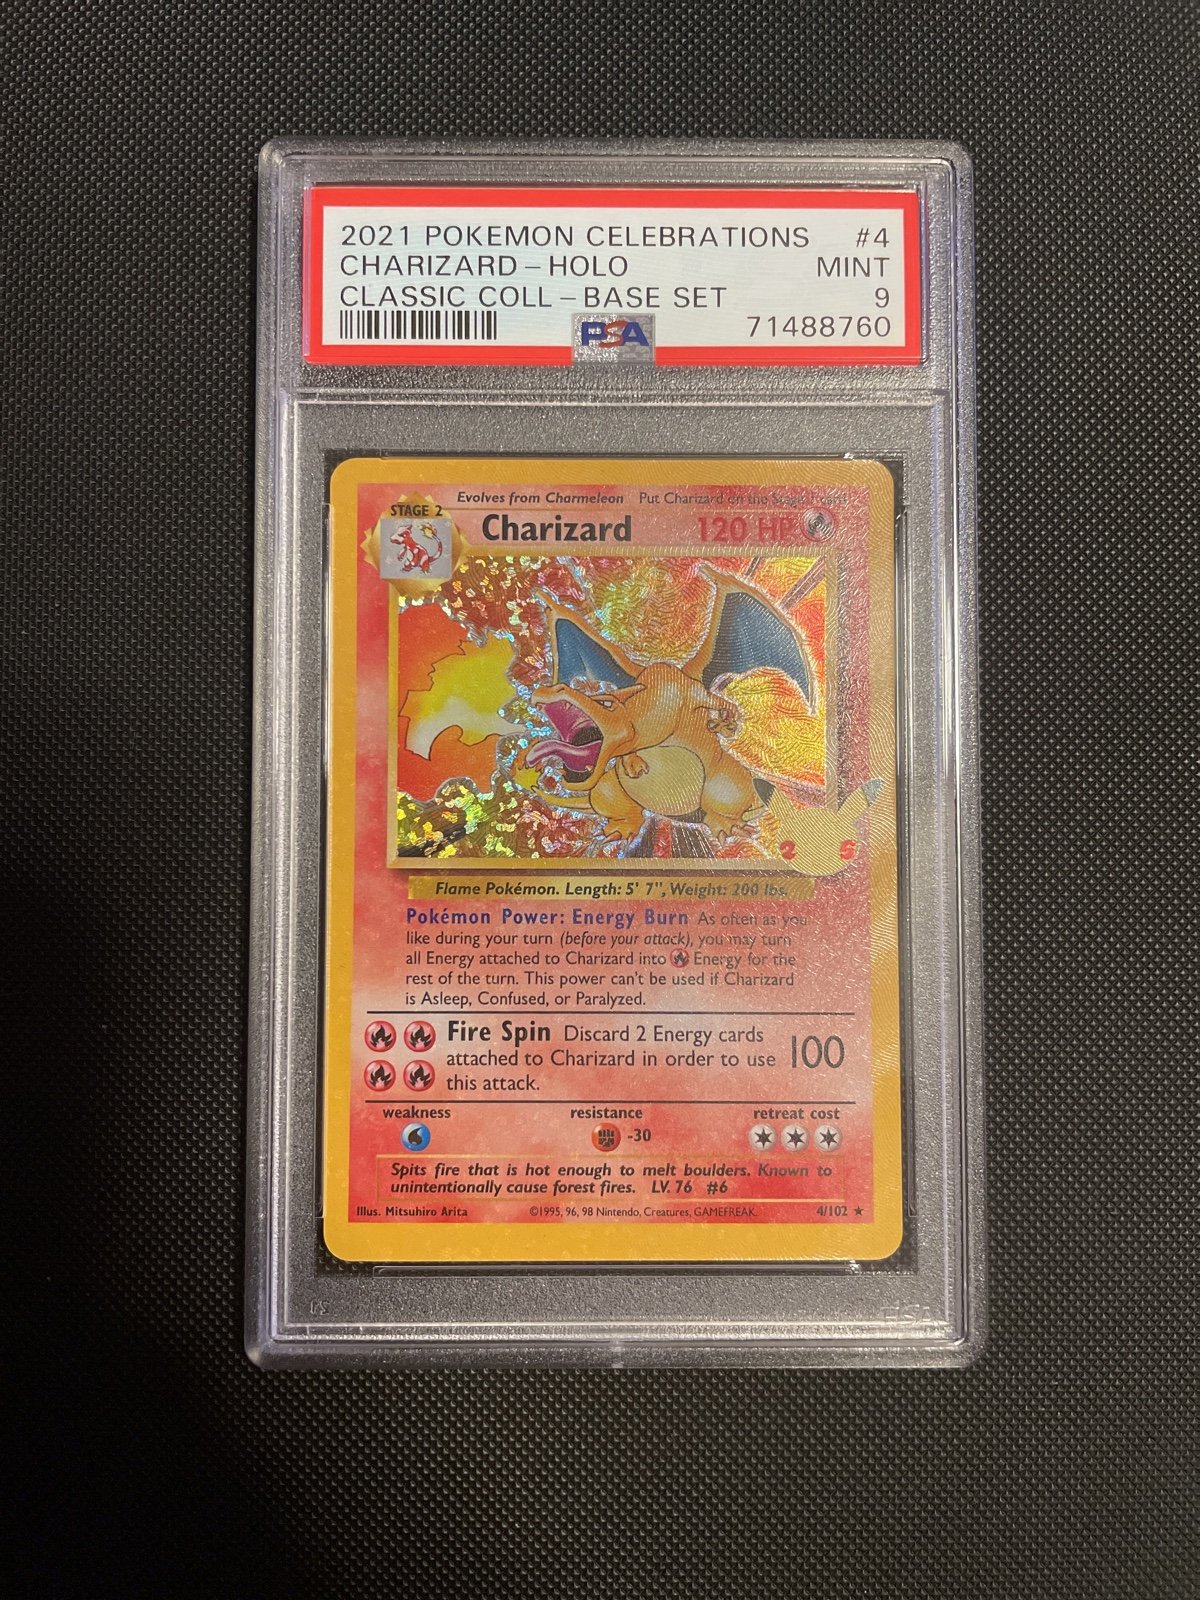 2021 POKEMON CELEBRATIONS #4
CHARIZARD-HOLO MINT
CLASSIC COLL-BASE SET 9
PSA 71488760
Evolves from Charmeleon Put Charizard on the Stage 1 card
STAGE 2
Charizard 120 HP
2 5
Flame Pokémon. Length: 5' 7", Weight: 200 lbs.
Pokémon Power: Energy Burn As often as you
like during your turn (before your attack), you may turn
all Energy attached to Charizard into Energy for the
rest of the turn. This power can't be used if Charizard
is Asleep, Confused, or Paralyzed.
Fire Spin Discard 2 Energy cards
attached to Charizard in order to use 100
this attack.
weakness resistance retreat cost
-30
Spits fire that is hot enough to melt boulders. Known to
unintentionally cause forest fires. LV. 76 #6
Illus. Mitsuhiro Arita ©1995, 96, 98 Nintendo, Creatures, GAMEFREAK. 4/102 ★